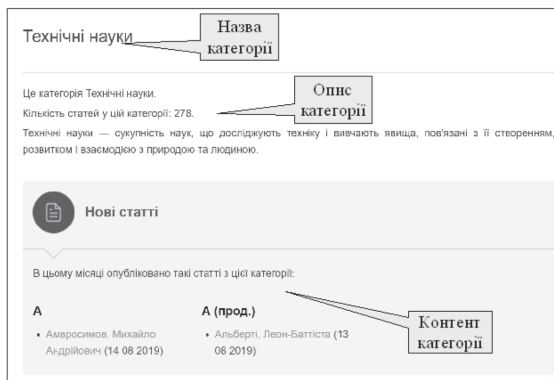 Технічні науки
Назва
категорії
Це категорія Технічні науки.
Кількість статей у цій категорії: 278.
Опис
категорії
Технічні науки — сукупність наук, що досліджують техніку і вивчають явища, пов'язані з її створенням,
розвитком і взаємодією з природою та людиною.
Нові статті
В цьому місяці опубліковано такі статті з цієї категорії:
А
• Амвросимов, Михайло
Андрійович (14 08 2019)
А (прод.)
• Альберті, Леон-Баттіста (13
08 2019)
Контент
категорії